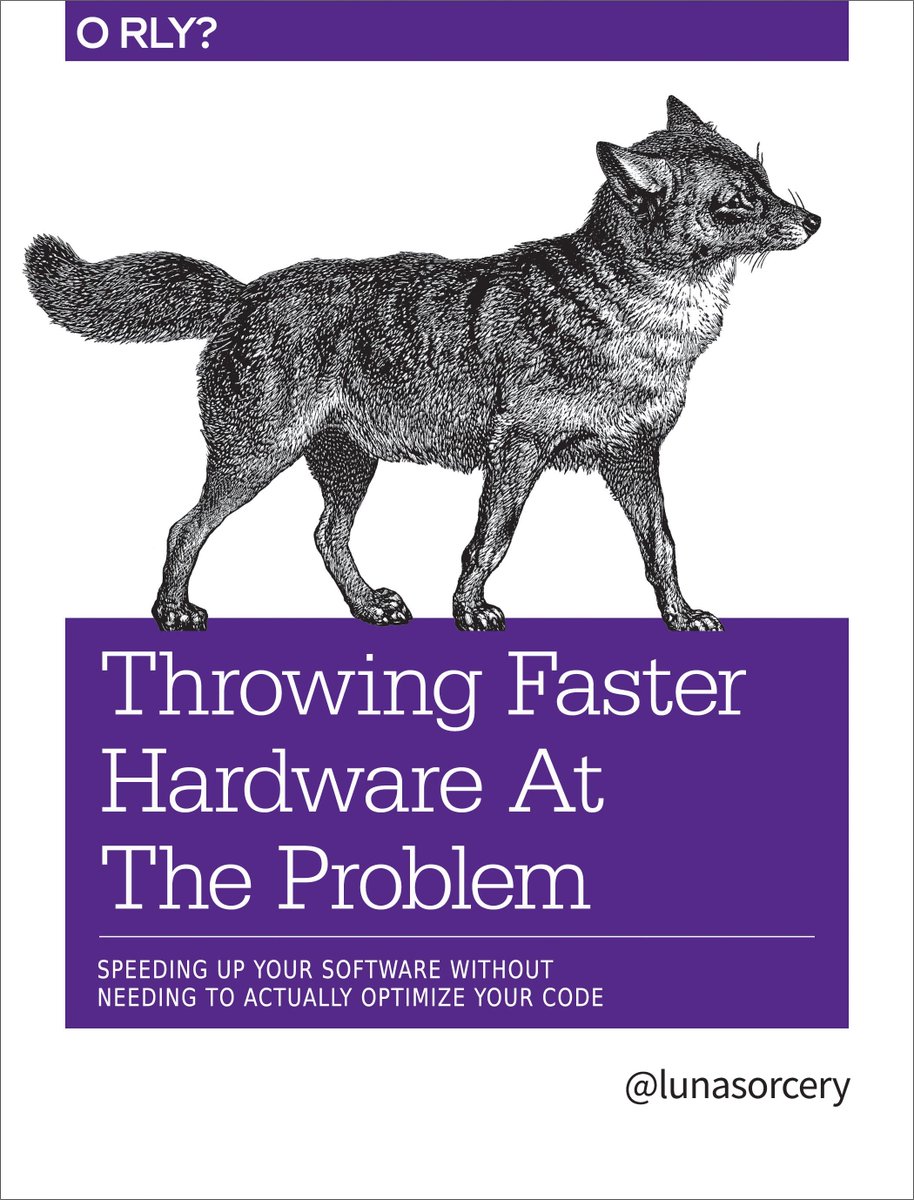 O RLY?
Throwing Faster
Hardware At
The Problem
SPEEDING UP YOUR SOFTWARE WITHOUT
NEEDING TO ACTUALLY OPTIMIZE YOUR CODE
@lunasorcery